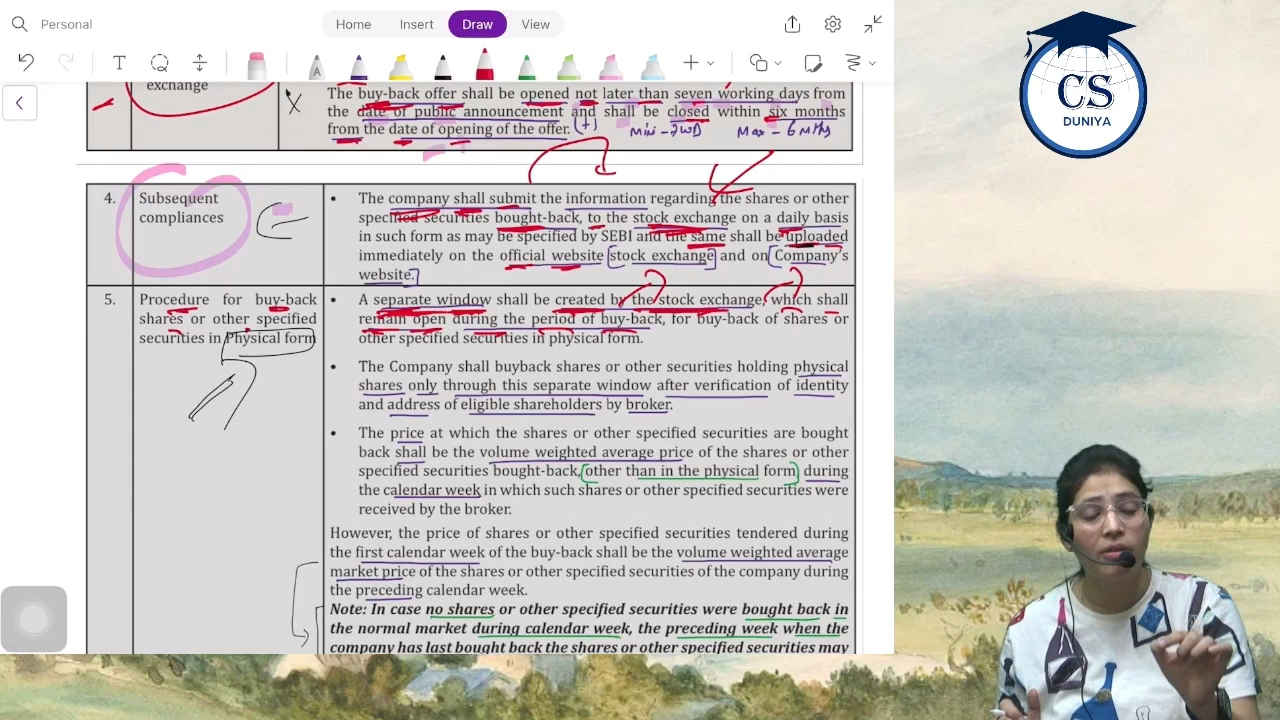 Personal
Home Insert Draw View
exchange
The buy-back offer shall be opened not later than seven working days from
the date of public announcement and shall be closed within six months
from the date of opening of the offer. (+) Mini - 7WD Max - 6 Mths
4. Subsequent
compliances
• The company shall submit the information regarding the shares or other
specified securities bought-back, to the stock exchange on a daily basis
in such form as may be specified by SEBI and the same shall be uploaded
immediately on the official website [stock exchange] and on [Company's
website.]
5. Procedure for buy-back
shares or other specified
securities in Physical form
• A separate window shall be created by the stock exchange, which shall
remain open during the period of buy-back, for buy-back of shares or
other specified securities in physical form.
• The Company shall buyback shares or other securities holding physical
shares only through this separate window after verification of identity
and address of eligible shareholders by broker.
• The price at which the shares or other specified securities are bought
back shall be the volume weighted average price of the shares or other
specified securities bought-back, (other than in the physical form) during
the calendar week in which such shares or other specified securities were
received by the broker.
However, the price of shares or other specified securities tendered during
the first calendar week of the buy-back shall be the volume weighted average
market price of the shares or other specified securities of the company during
the preceding calendar week.
Note: In case no shares or other specified securities were bought back in
the normal market during calendar week, the preceding week when the
company has last bought back the shares or other specified securities may
CS
DUNIYA